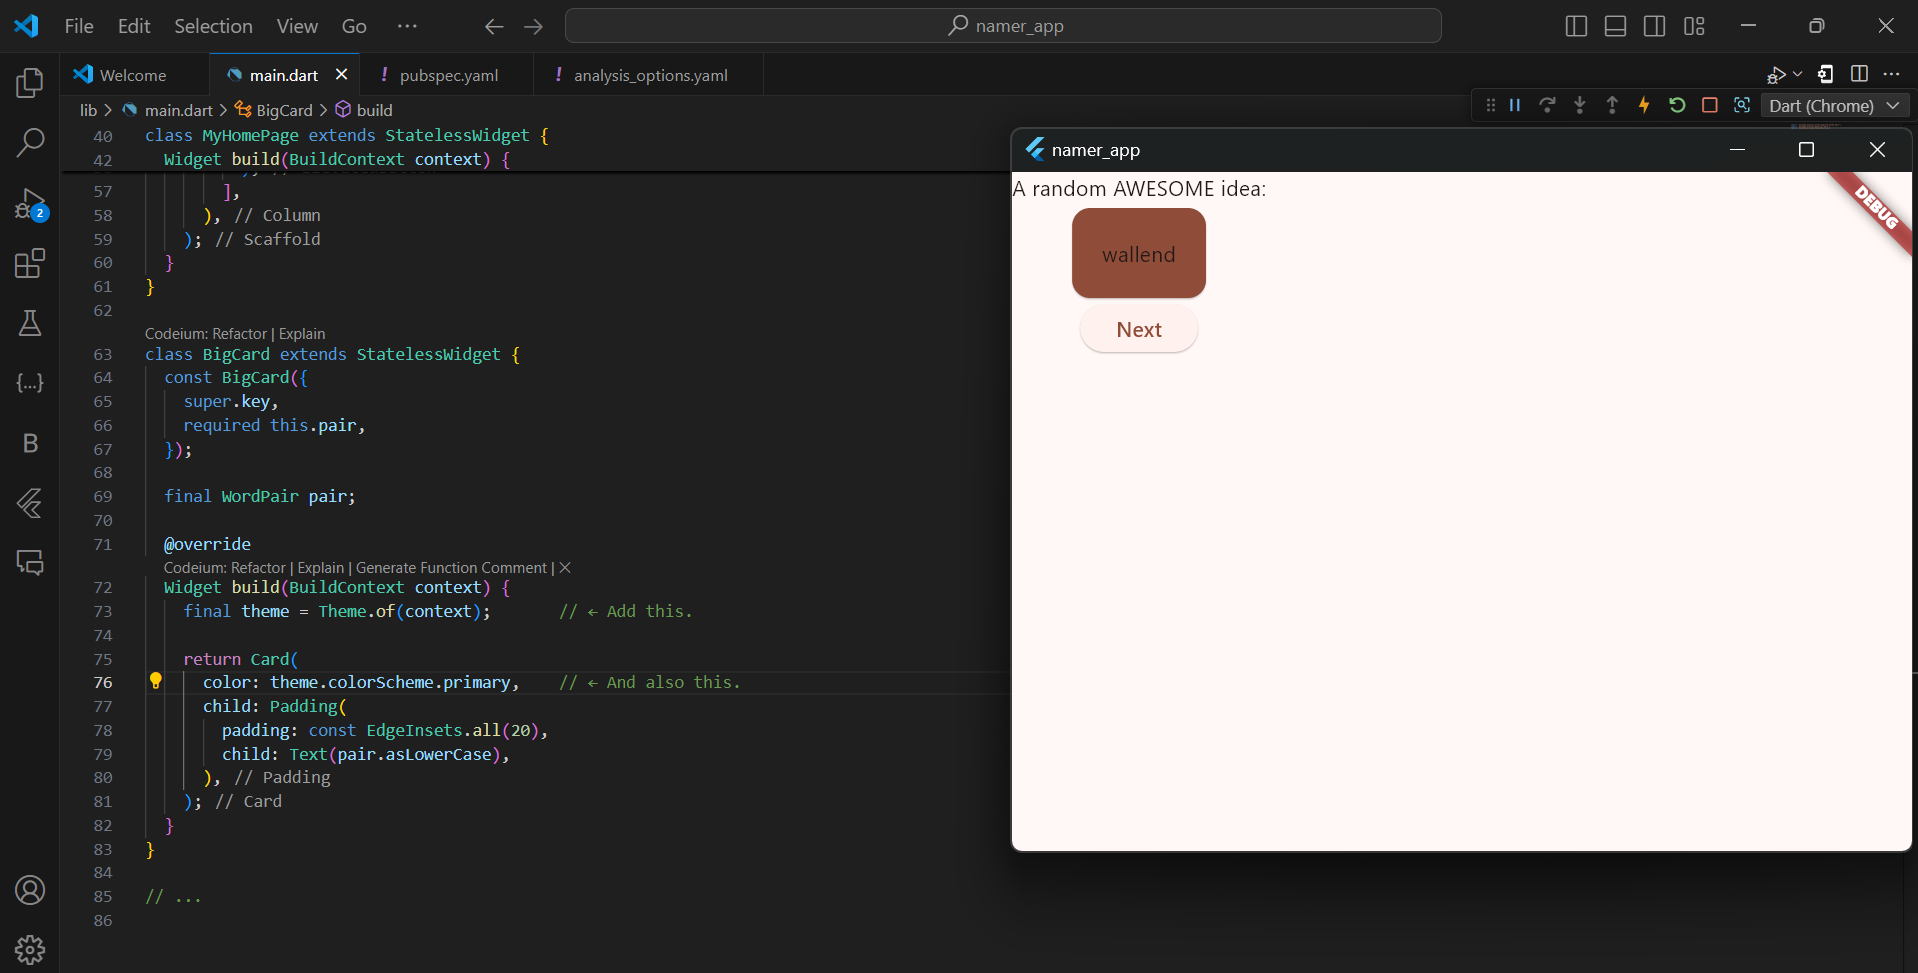 File Edit Selection View Go ··· namer_app
Welcome main.dart pubspec.yaml analysis_options.yaml
lib > main.dart > BigCard > build
Dart (Chrome)
40 class MyHomePage extends StatelessWidget {
42 Widget build(BuildContext context) {
57 ],
58 ), // Column
59 ); // Scaffold
60 }
61 }
62
Codeium: Refactor | Explain
63 class BigCard extends StatelessWidget {
64 const BigCard({
65 super.key,
66 required this.pair,
67 });
68
69 final WordPair pair;
70
71 @override
Codeium: Refactor | Explain | Generate Function Comment | ×
72 Widget build(BuildContext context) {
73 final theme = Theme.of(context); // ← Add this.
74
75 return Card(
76 color: theme.colorScheme.primary, // ← And also this.
77 child: Padding(
78 padding: const EdgeInsets.all(20),
79 child: Text(pair.asLowerCase),
80 ), // Padding
81 ); // Card
82 }
83 }
84
85 // ...
86
2
B
namer_app
A random AWESOME idea:
DEBUG
wallend
Next